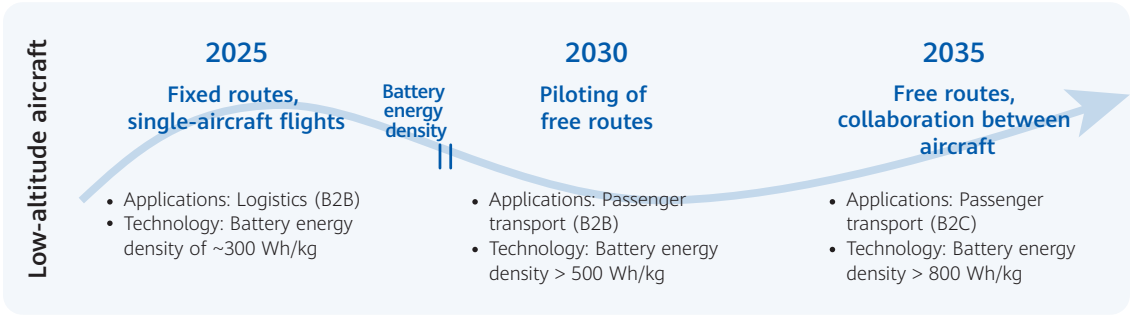 Low-altitude aircraft
2025
Fixed routes,
single-aircraft flights
• Applications: Logistics (B2B)
• Technology: Battery energy
density of ~300 Wh/kg
Battery
energy
density
2030
Piloting of
free routes
• Applications: Passenger
transport (B2B)
• Technology: Battery energy
density > 500 Wh/kg
2035
Free routes,
collaboration between
aircraft
• Applications: Passenger
transport (B2C)
• Technology: Battery energy
density > 800 Wh/kg